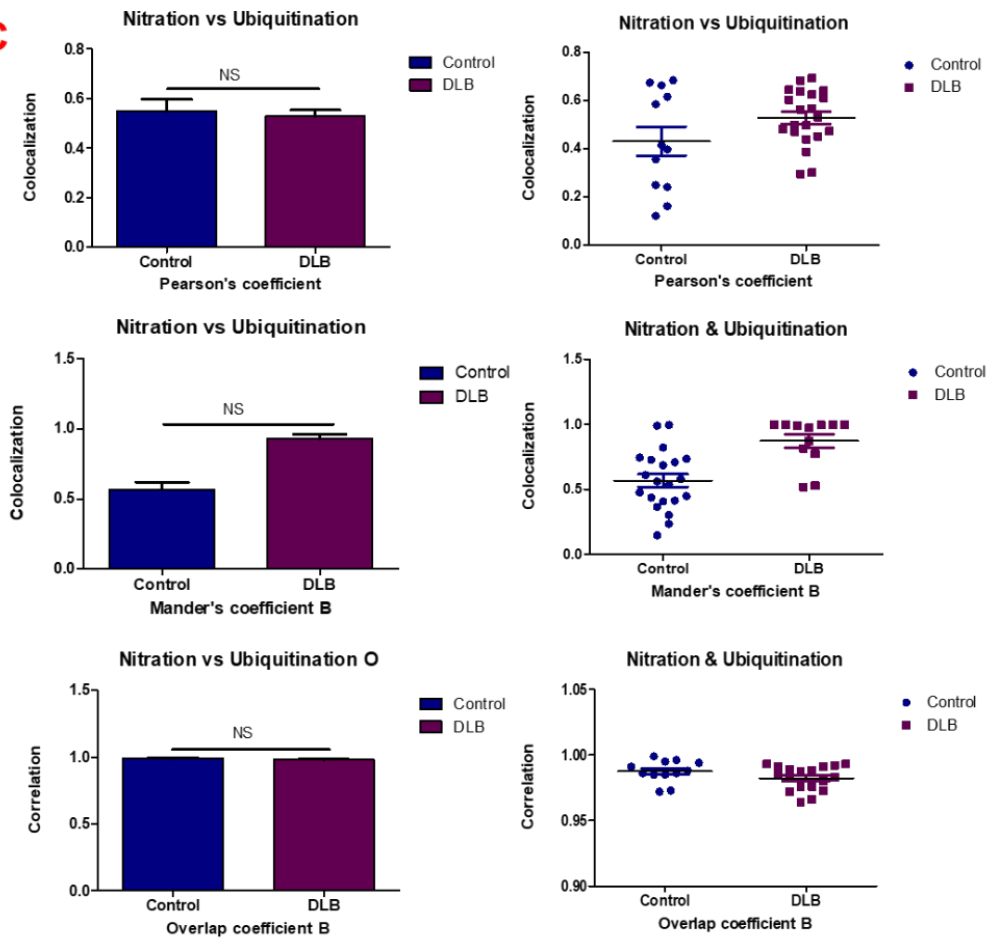 C
Nitration vs Ubiquitination
Colocalization
0.8
0.6
0.4
0.2
0.0
NS
Control
DLB
Control
DLB
Pearson's coefficient
Nitration vs Ubiquitination
Colocalization
0.8
0.6
0.4
0.2
0.0
Control
DLB
Control
DLB
Pearson's coefficient
Nitration vs Ubiquitination
Colocalization
1.5
1.0
0.5
0.0
NS
Control
DLB
Control
DLB
Mander's coefficient B
Nitration & Ubiquitination
Colocalization
1.5
1.0
0.5
0.0
Control
DLB
Control
DLB
Mander's coefficient B
Nitration vs Ubiquitination O
Correlation
1.5
1.0
0.5
0.0
NS
Control
DLB
Control
DLB
Overlap coefficient B
Nitration & Ubiquitination
Correlation
1.05
1.00
0.95
0.90
Control
DLB
Control
DLB
Overlap coefficient B